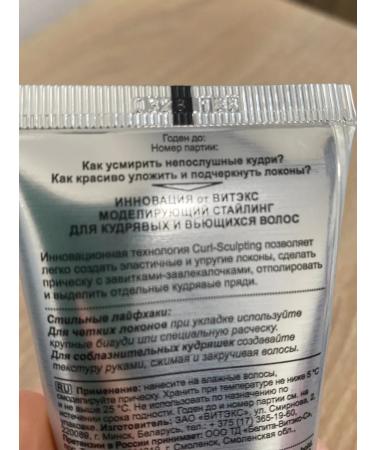 Годен до:
Номер партии:
Как усмирить непослушные кудри?
Как красиво уложить и подчеркнуть локоны?
ИННОВАЦИЯ от ВИТЭКС
МОДЕЛИРУЮЩИЙ СТАЙЛИНГ
ДЛЯ КУДРЯВЫХ И ВЬЮЩИХСЯ ВОЛОС
Инновационная технология Curl-Sculpting позволяет
легко создать эластичные и упругие локоны, сделать
прическу с завитками-завлекалочками, отполировать
и выделить отдельные кудрявые пряди.
Стильные лайфхаки:
Для четких локонов при укладке используйте
крупные бигуди или специальную расческу.
Для соблазнительных кудряшек создавайте
текстуру руками, сжимая и закручивая волосы.
RU Применение: нанесите на влажные волосы,
смоделируйте прическу. Хранить при температуре не ниже 5 °С
и не выше 25 °С. Использовать по назначению по
истечении срока годности. Годен до и номер партии см. на
упаковке. Изготовитель: ЗАО «ВИТЭКС», ул. Смирнова, 2,
220089, г. Минск, Беларусь, тел.: + 375 (17) 365-19-60,
Претензии в России принимает: ООО ТД «Белита-Витэкс-С»,
г. Смоленск, Смоленская обл.